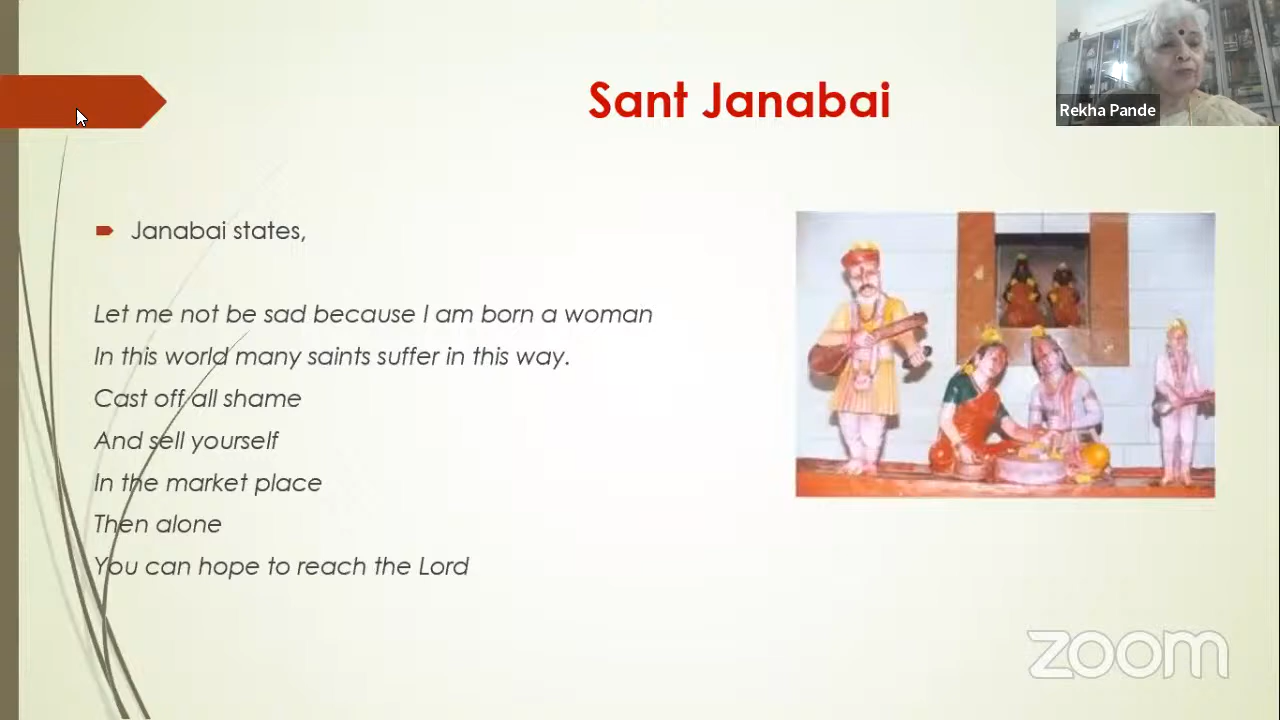 Sant Janabai
Rekha Pande
Janabai states,
Let me not be sad because I am born a woman
In this world many saints suffer in this way.
Cast off all shame
And sell yourself
In the market place
Then alone
You can hope to reach the Lord
zoom